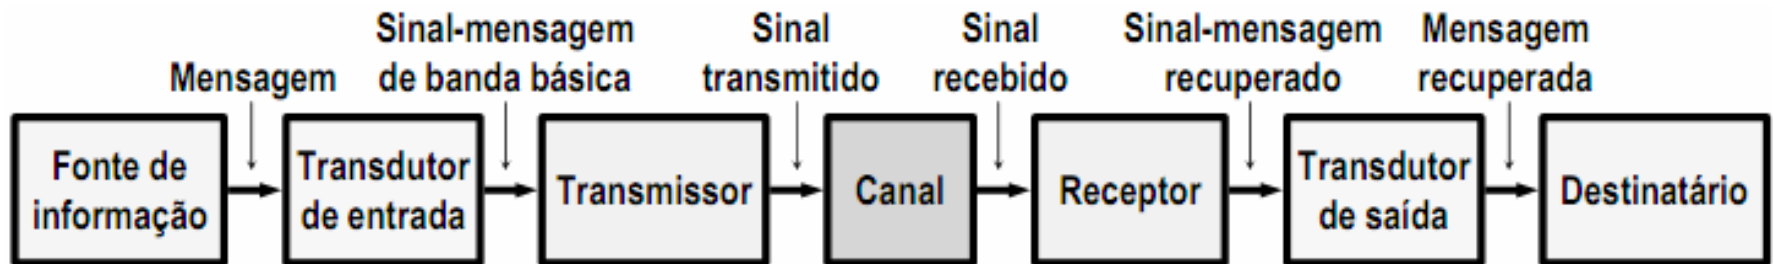 Mensagem
Sinal-mensagem
de banda básica
Sinal
transmitido
Sinal
recebido
Sinal-mensagem
recuperado
Mensagem
recuperada
Fonte de
informação
Transdutor
de entrada
Transmissor
Canal
Receptor
Transdutor
de saída
Destinatário